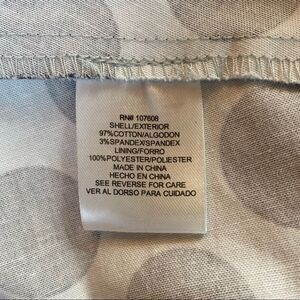 RN# 107608
SHELL/EXTERIOR
97%COTTON/ALGODON
3%SPANDEX/SPANDEX
LINING/FORRO
100%POLYESTER/POLIESTER
MADE IN CHINA
HECHO EN CHINA
SEE REVERSE FOR CARE
VER AL DORSO PARA CUIDADO